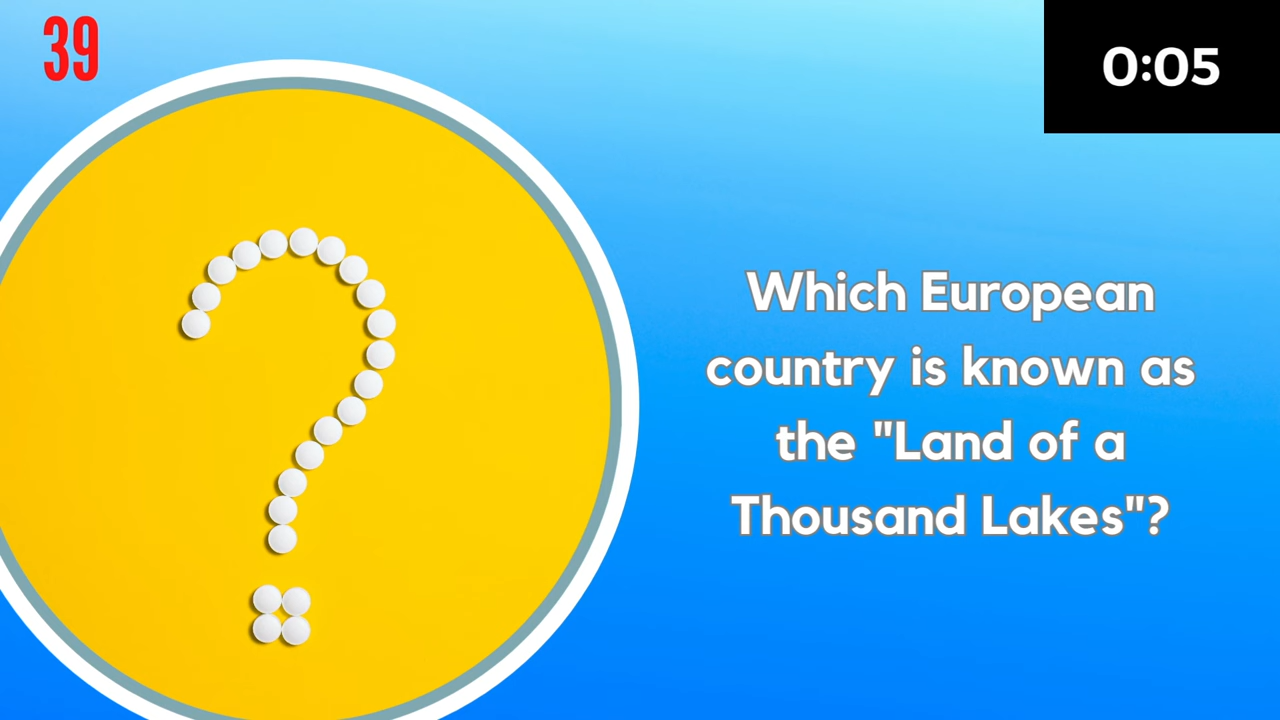 39
0:05
Which European
country is known as
the "Land of a
Thousand Lakes"?